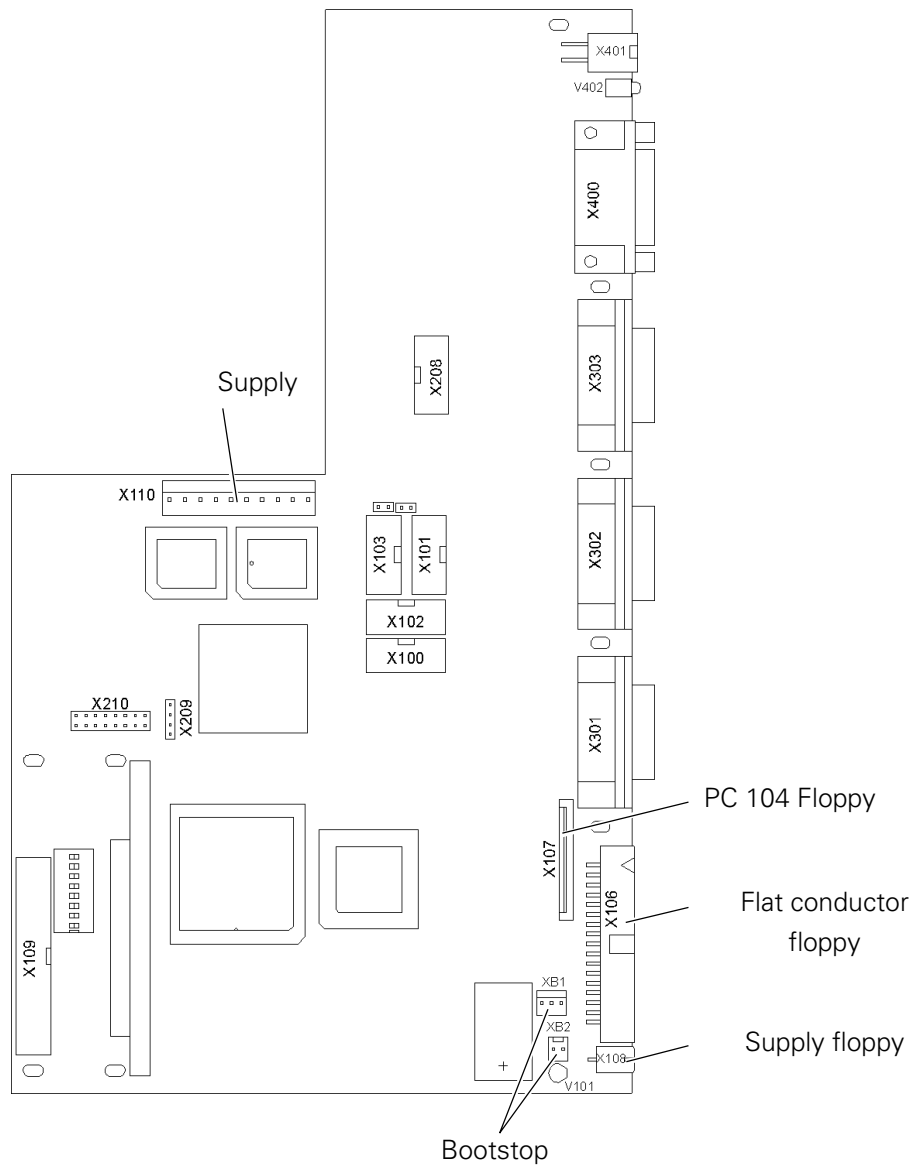 X401
V402
X400
X303
X208
Supply
X110
X103
X101
X302
X102
X100
X210
X209
X301
PC 104 Floppy
X107
X106
Flat conductor
floppy
X109
XB1
XB2
X108
Supply floppy
V101
Bootstop